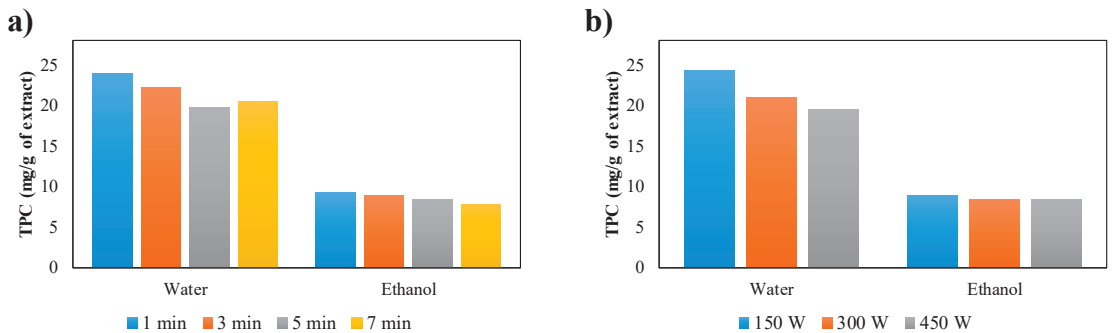 a)
TPC (mg/g of extract)
25
20
15
10
5
0
Water Ethanol
1 min 3 min 5 min 7 min
b)
TPC (mg/g of extract)
25
20
15
10
5
0
Water Ethanol
150 W 300 W 450 W